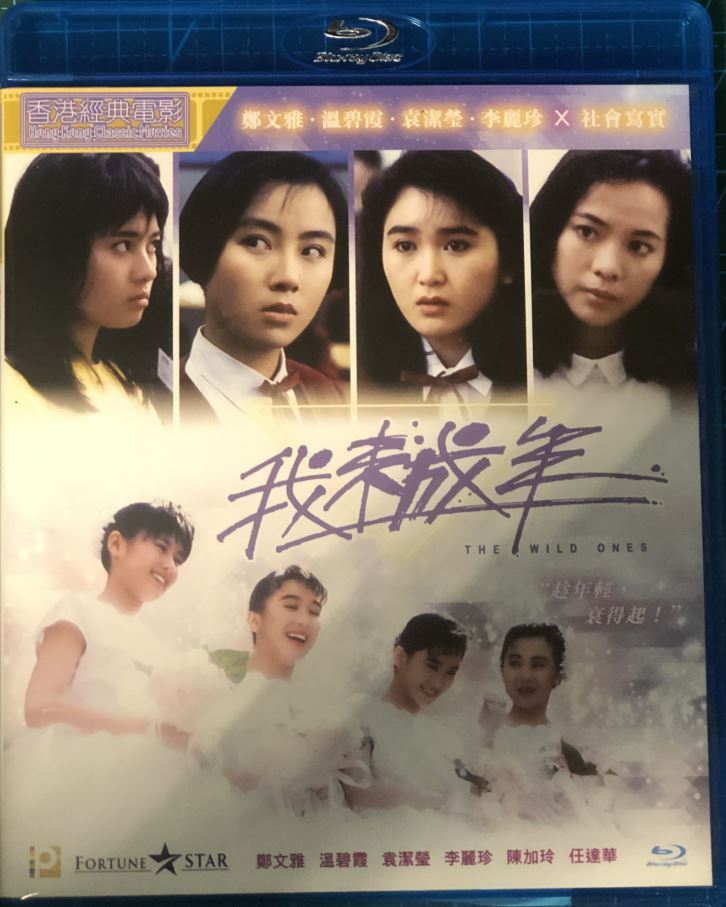 Blu-ray Disc
香港經典電影
Hong Kong Classic Movies
鄭文雅・溫碧霞・袁潔瑩・李麗珍 X 社會寫實
我未成年
THE WILD ONES
“趁年輕，
衰得起！”
P
FORTUNE STAR
鄭文雅 溫碧霞 袁潔瑩 李麗珍 陳加玲 任達華
Blu-ray Disc